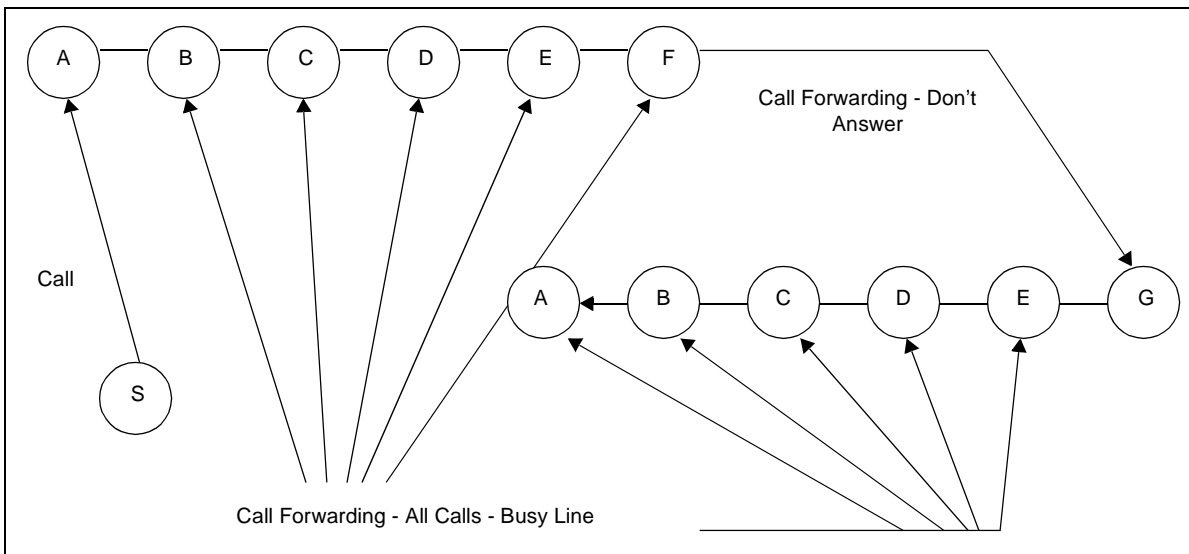 A B C D E F
Call Forwarding - Don't
Answer
Call
A B C D E G
S
Call Forwarding - All Calls - Busy Line